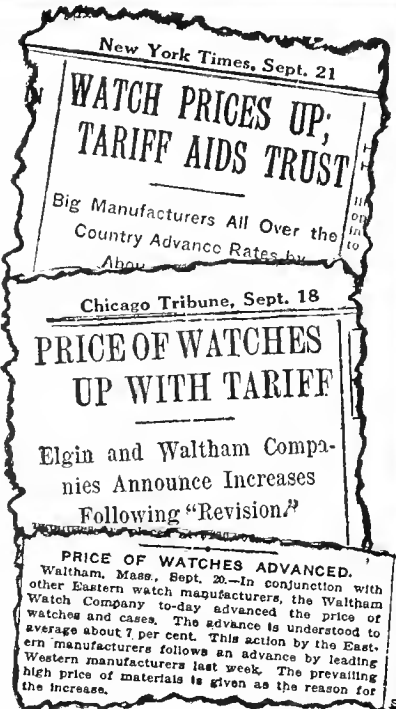 New York Times, Sept. 21
WATCH PRICES UP;
TARIFF AIDS TRUST
Big Manufacturers All Over the
Country Advance Rates by
Chicago Tribune, Sept. 18
PRICE OF WATCHES
UP WITH TARIFF
Elgin and Waltham Compa-
nies Announce Increases
Following "Revision"
PRICE OF WATCHES ADVANCED.
Waltham, Mass., Sept. 20.—In conjunction with
other Eastern watch manufacturers, the Waltham
Watch Company to-day advanced the price of
watches and cases. The advance is understood to
average about 7 per cent. This action by the East-
ern manufacturers follows an advance by leading
Western manufacturers last week. The prevailing
high price of materials is given as the reason for
the increase.